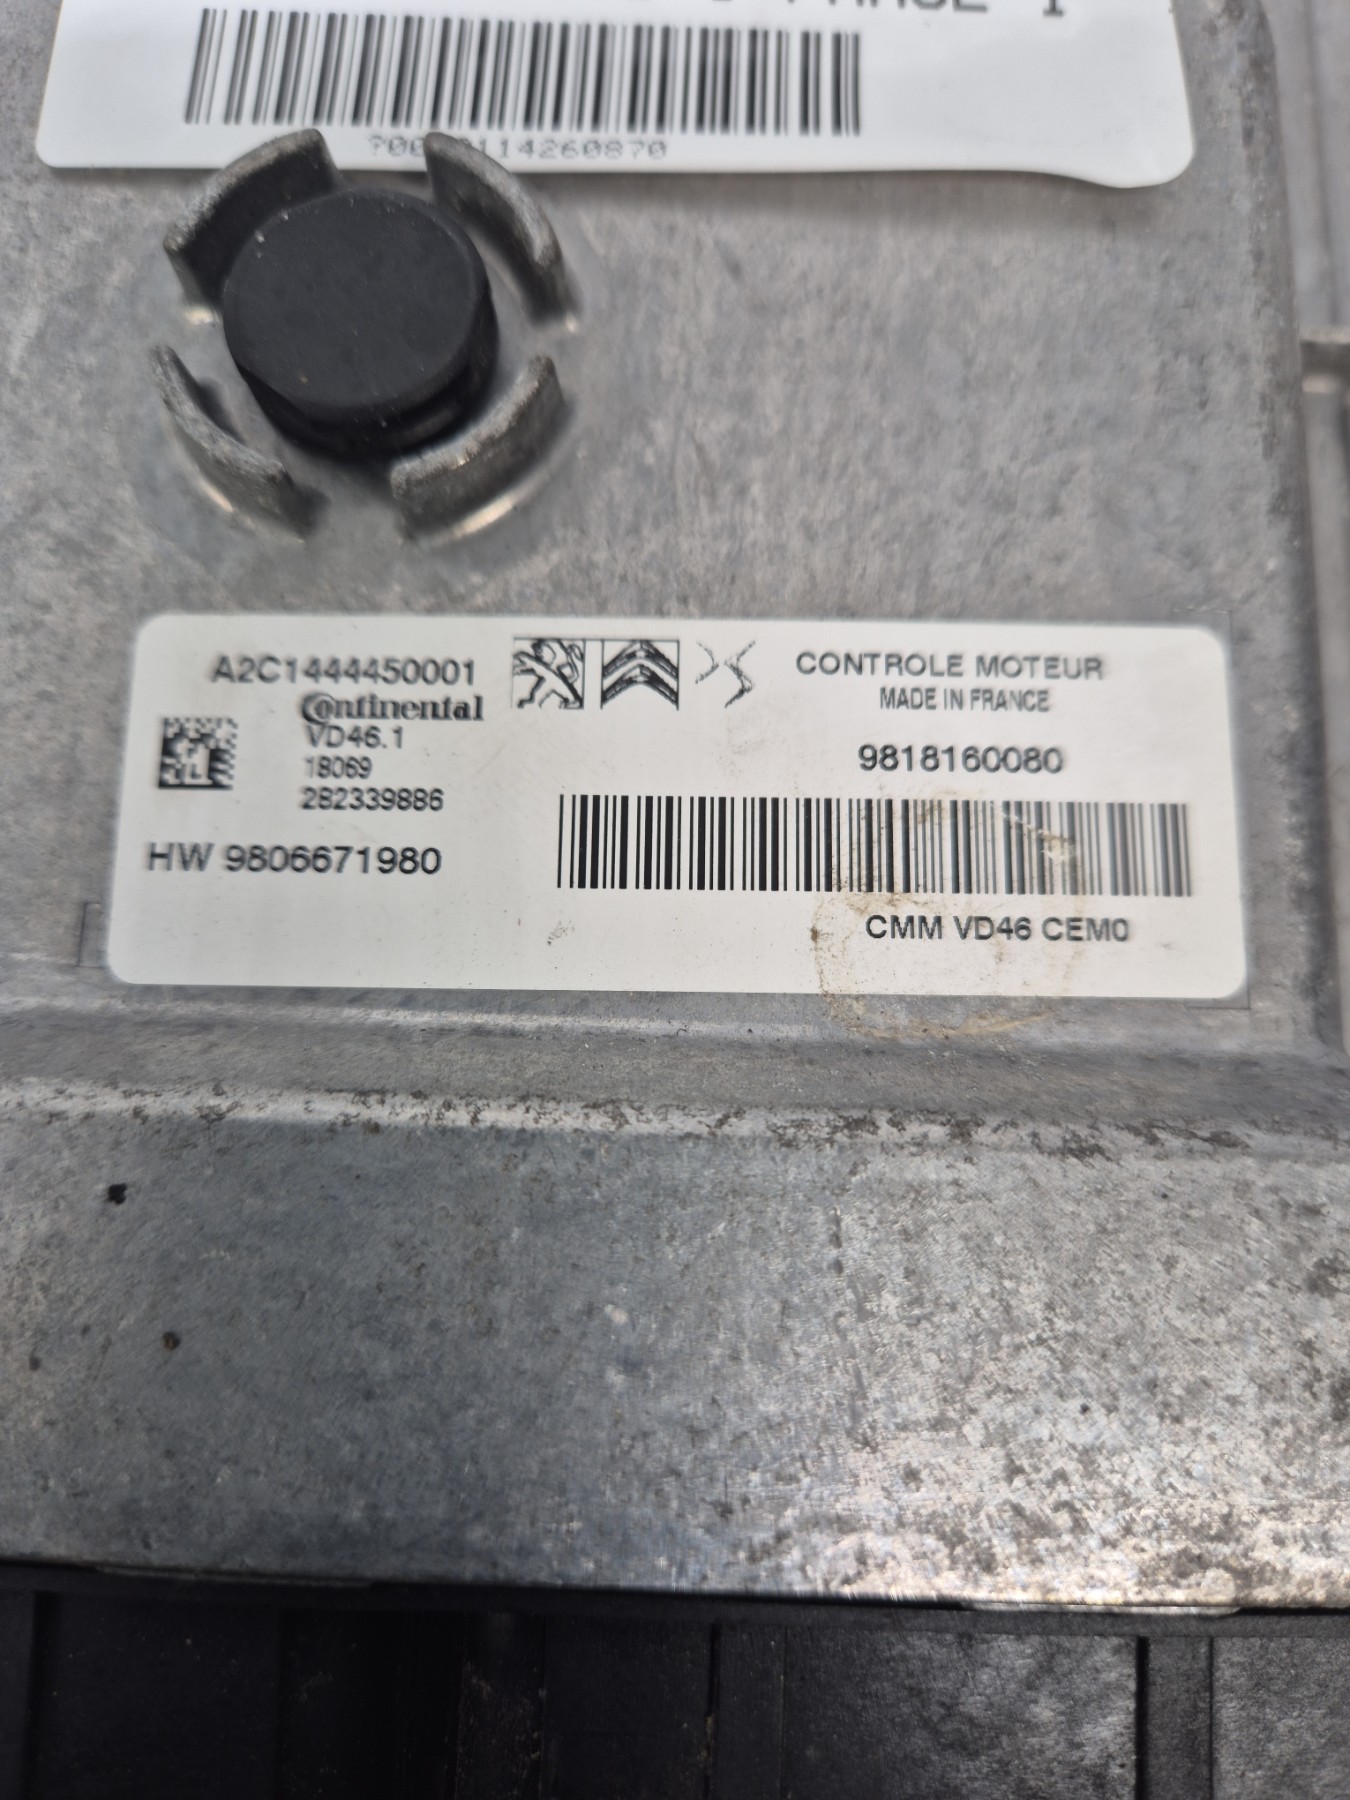 A2C1444450001
Continental
VD46.1
18069
282339886
HW 9806671980
CONTROLE MOTEUR
MADE IN FRANCE
9818160080
CMM VD46 CEM0